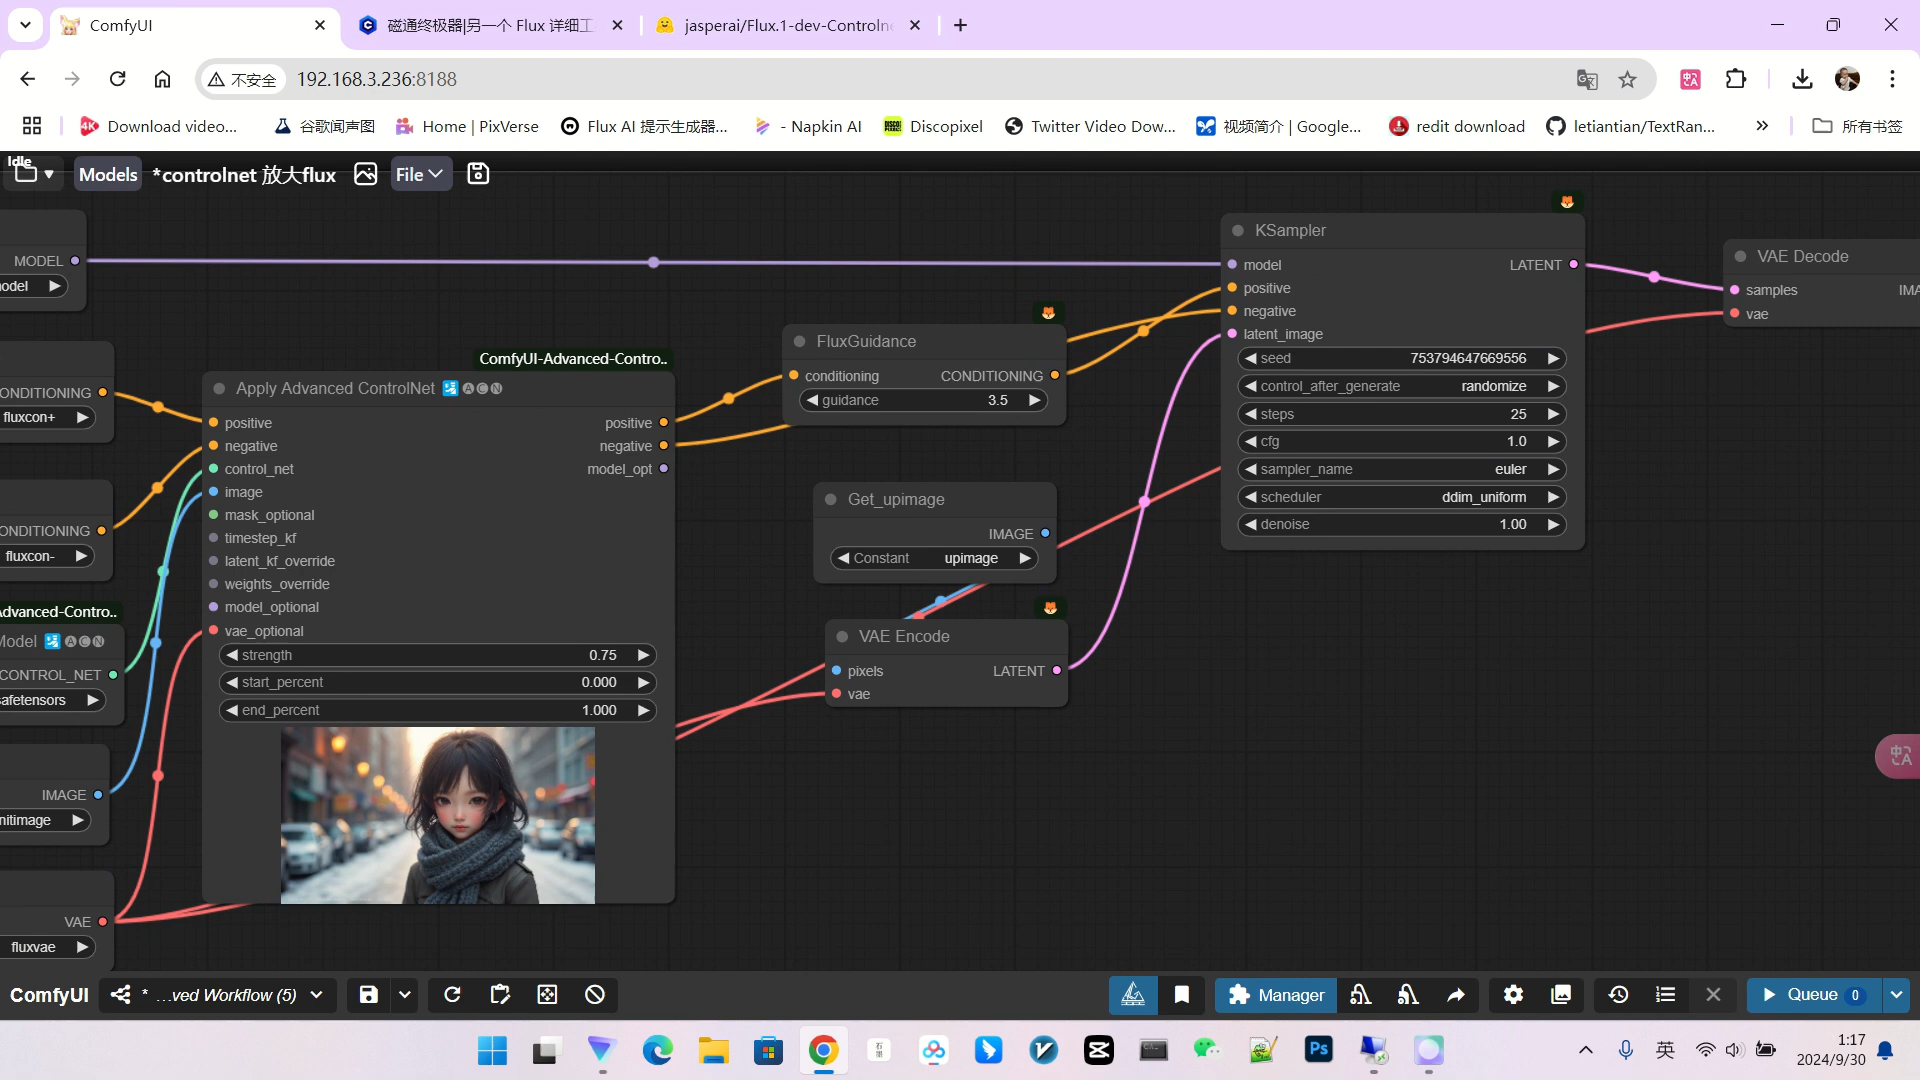 ComfyUI
磁通终极器|另一个 Flux 详细工
jasperai/Flux.1-dev-Controlne
不安全
192.168.3.236:8188
Download video...
谷歌闻声图
Home | PixVerse
Flux AI 提示生成器...
- Napkin AI
Discopixel
Twitter Video Dow...
视频简介 | Google...
redit download
letiantian/TextRan...
所有书签
Idle
Models
*controlnet 放大flux
File
MODEL
odel
ONDITIONING
fluxcon+
ONDITIONING
fluxcon-
Advanced-Contro..
Model
CONTROL_NET
safetensors
IMAGE
nitimage
VAE
fluxvae
ComfyUI-Advanced-Contro..
Apply Advanced ControlNet
positive
negative
control_net
image
mask_optional
timestep_kf
latent_kf_override
weights_override
model_optional
vae_optional
positive
negative
model_opt
strength 0.75
start_percent 0.000
end_percent 1.000
FluxGuidance
conditioning CONDITIONING
guidance 3.5
Get_upimage
IMAGE
Constant upimage
VAE Encode
pixels LATENT
vae
KSampler
model LATENT
positive
negative
latent_image
seed 753794647669556
control_after_generate randomize
steps 25
cfg 1.0
sampler_name euler
scheduler ddim_uniform
denoise 1.00
VAE Decode
samples IMA
vae
ComfyUI
* ...ved Workflow (5)
Manager
Queue 0
英
1:17
2024/9/30